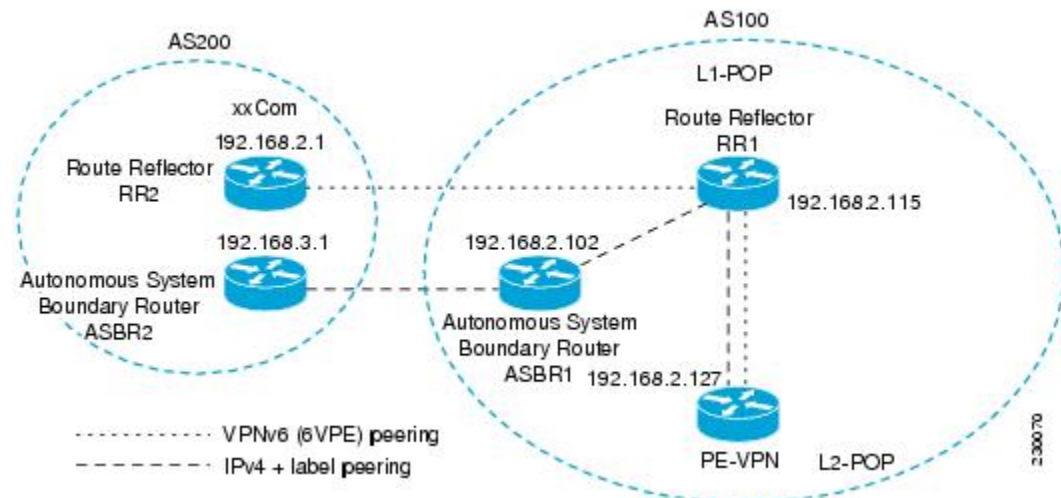 AS100
AS200
L1-POP
xxCom
Route Reflector
RR1
192.168.2.1
Route Reflector
RR2
192.168.2.115
192.168.3.1
192.168.2.102
Autonomous System
Boundary Router
ASBR2
Autonomous System
Boundary Router
ASBR1
192.168.2.127
PE-VPN
L2-POP
VPNv6 (6VPE) peering
IPv4 + label peering
230070